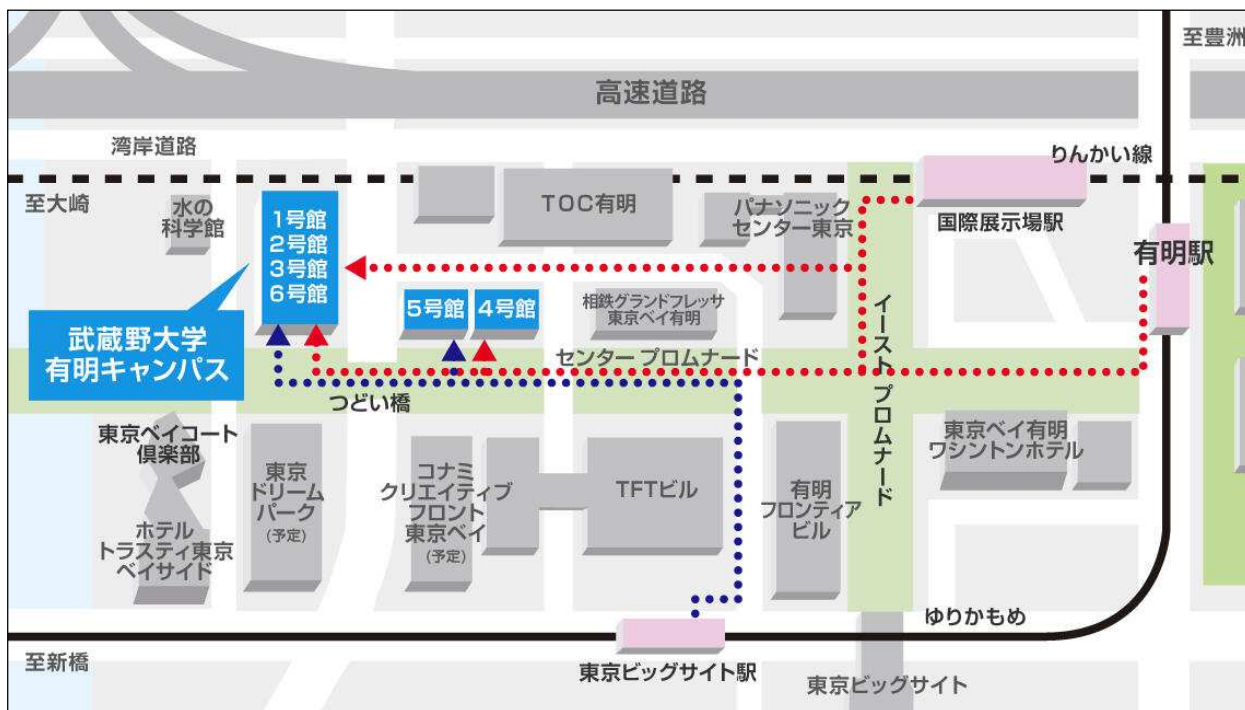 至豊洲
高速道路
湾岸道路
りんかい線
至大崎
水の
科学館
1号館
2号館
3号館
6号館
TOC有明
パナソニック
センター東京
国際展示場駅
有明駅
武蔵野大学
有明キャンパス
5号館
4号館
相鉄グランドフレッサ
東京ベイ有明
センター プロムナード
イースト プロムナード
つどい橋
東京ベイコート
倶楽部
東京
ドリーム
パーク
(予定)
コナミ
クリエイティブ
フロント
東京ベイ
(予定)
TFTビル
有明
フロンティア
ビル
東京ベイ有明
ワシントンホテル
ホテル
トラスティ東京
ベイサイド
ゆりかもめ
至新橋
東京ビッグサイト駅
東京ビッグサイト